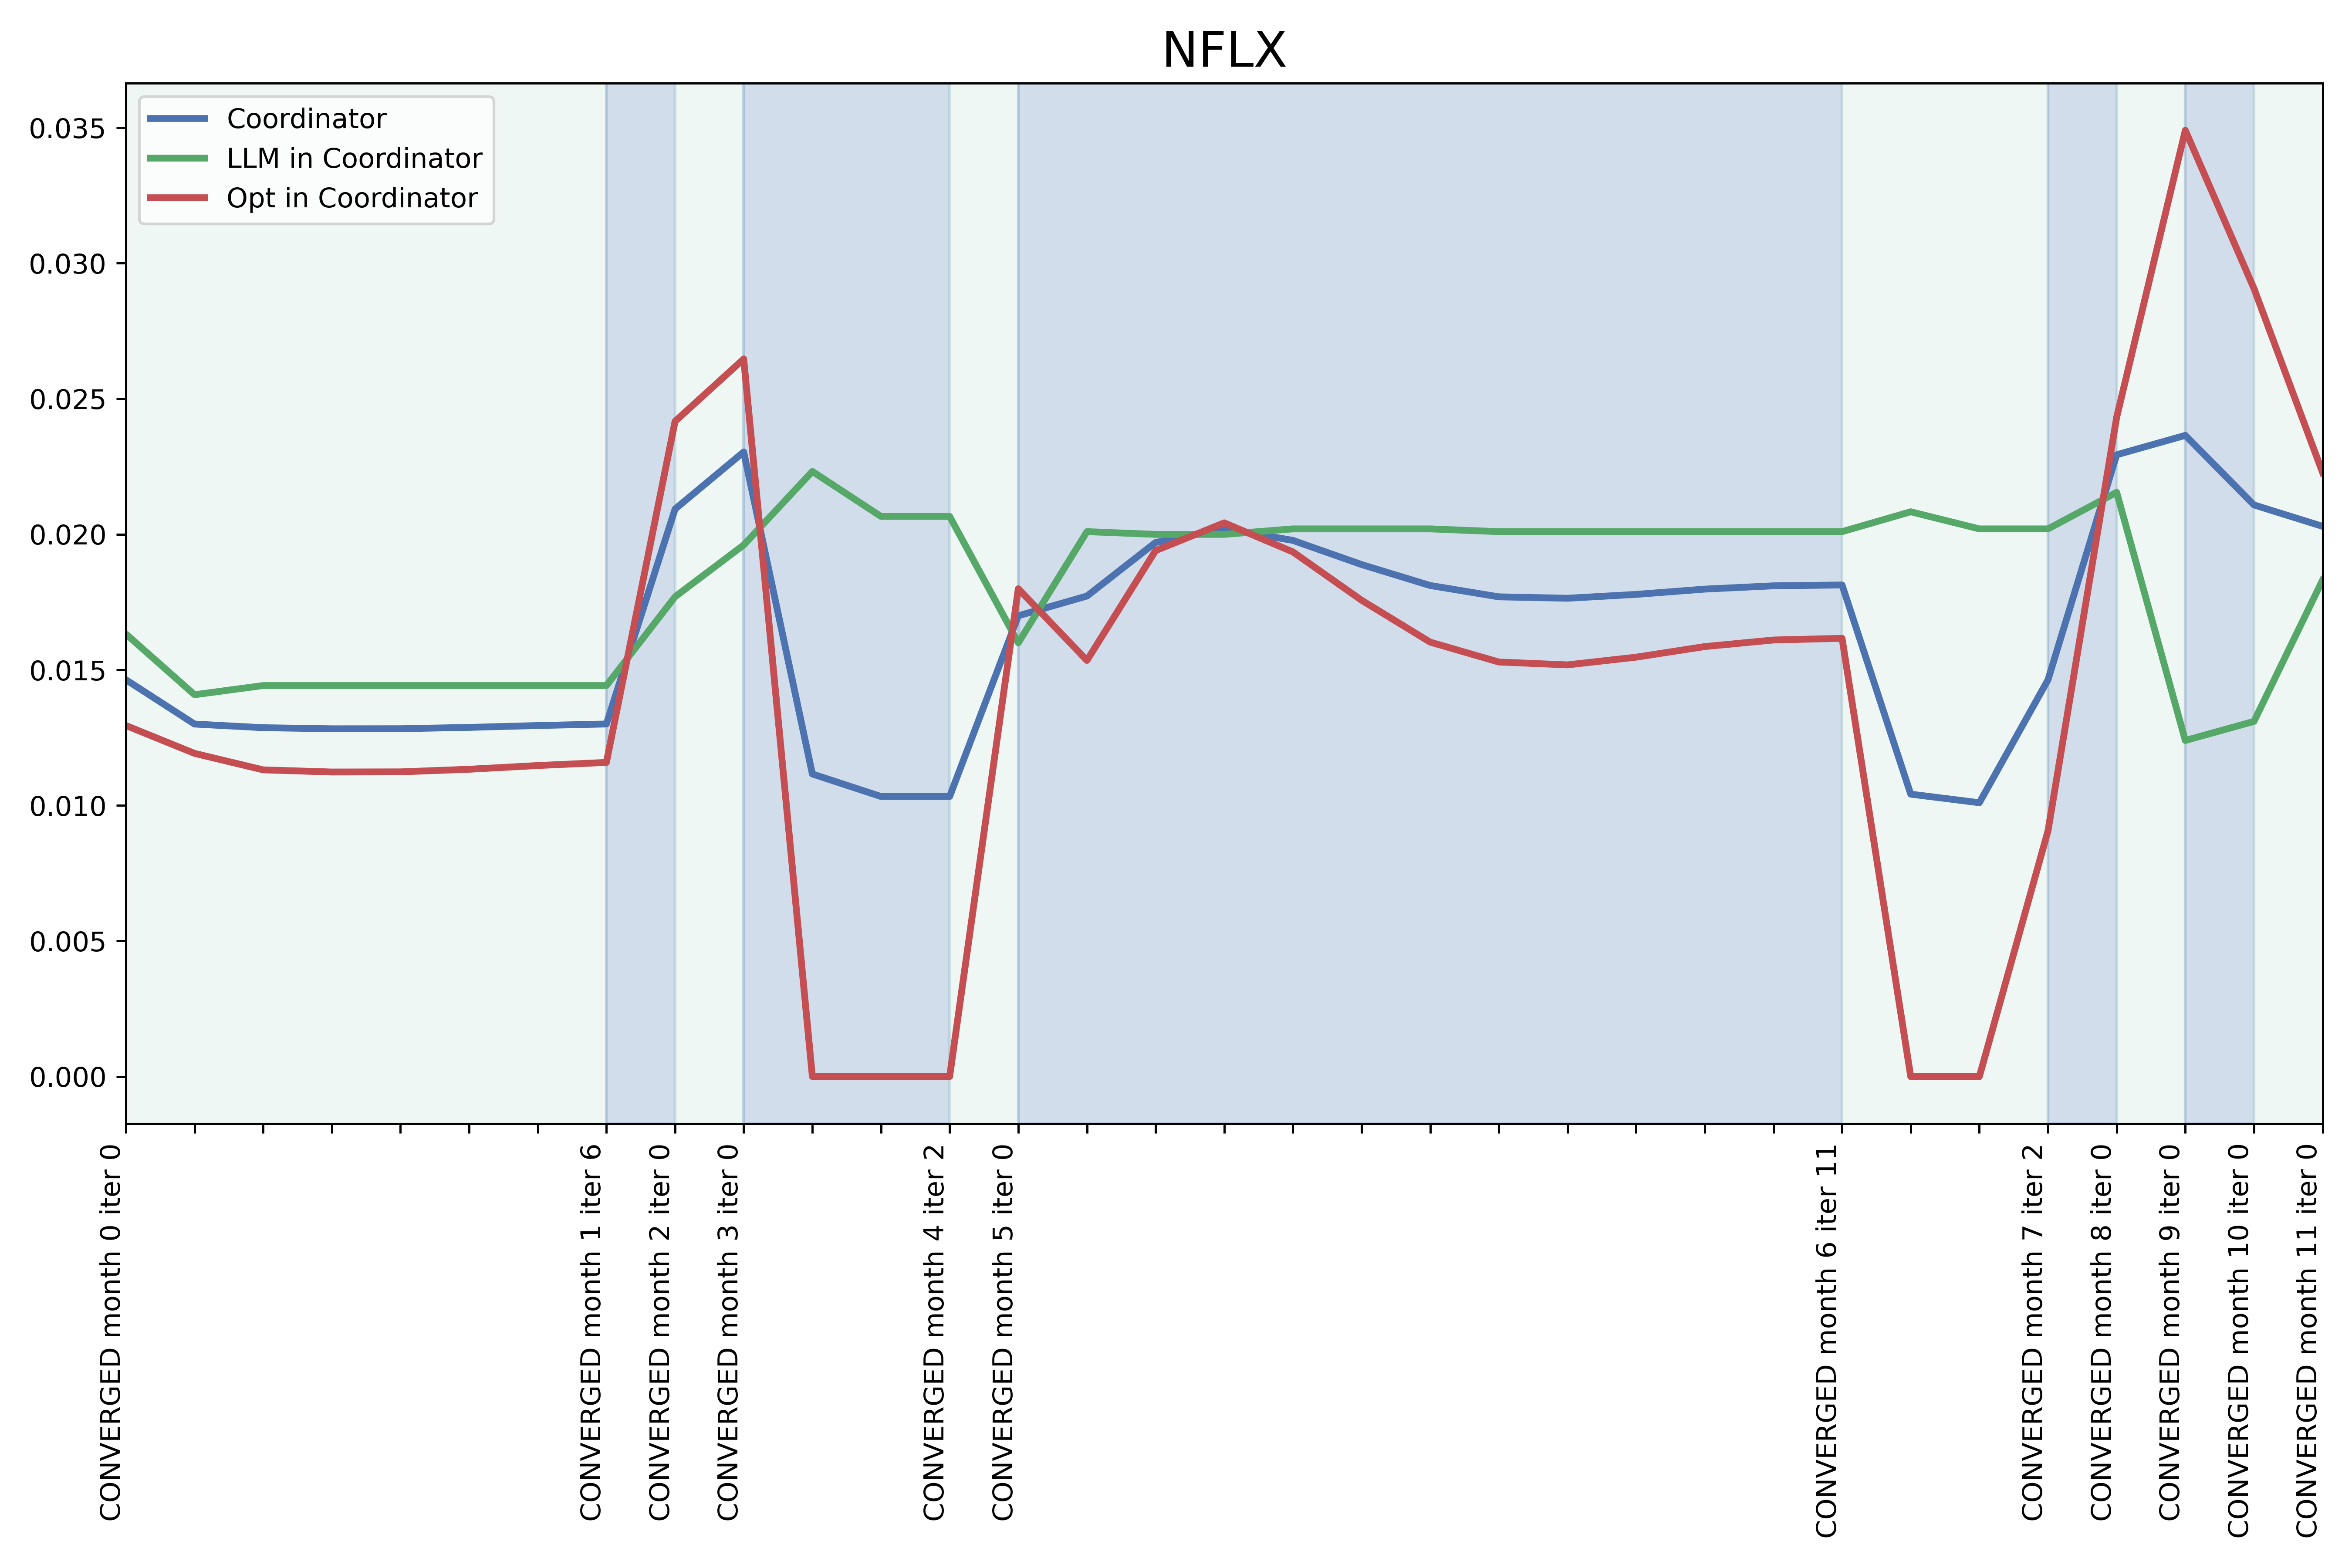 NFLX
Coordinator
LLM in Coordinator
Opt in Coordinator
0.035
0.030
0.025
0.020
0.015
0.010
0.005
0.000
CONVERGED month 0 iter 0
CONVERGED month 1 iter 6
CONVERGED month 2 iter 0
CONVERGED month 3 iter 0
CONVERGED month 4 iter 2
CONVERGED month 5 iter 0
CONVERGED month 6 iter 11
CONVERGED month 7 iter 2
CONVERGED month 8 iter 0
CONVERGED month 9 iter 0
CONVERGED month 10 iter 0
CONVERGED month 11 iter 0